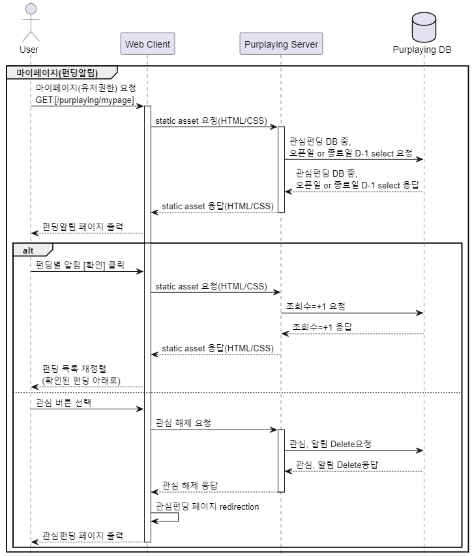 User
Web Client
Purplaying Server
Purplaying DB
마이페이지(펀딩알림)
마이페이지(유저권한) 요청
GET:[/purplaying/mypage]
static asset 요청(HTML/CSS)
관심펀딩 DB 중,
오픈일 or 종료일 D-1 select 요청
관심펀딩 DB 중,
오픈일 or 종료일 D-1 select 응답
static asset 응답(HTML/CSS)
펀딩알림 페이지 출력
alt
펀딩별 알림 [확인] 클릭
static asset 요청(HTML/CSS)
조회수=+1 요청
조회수=+1 응답
static asset 응답(HTML/CSS)
펀딩 목록 재정렬
(확인된 펀딩 아래로)
관심 버튼 선택
관심 해제 요청
관심, 알림 Delete요청
관심, 알림 Delete응답
관심 해제 응답
관심펀딩 페이지 redirection
관심펀딩 페이지 출력